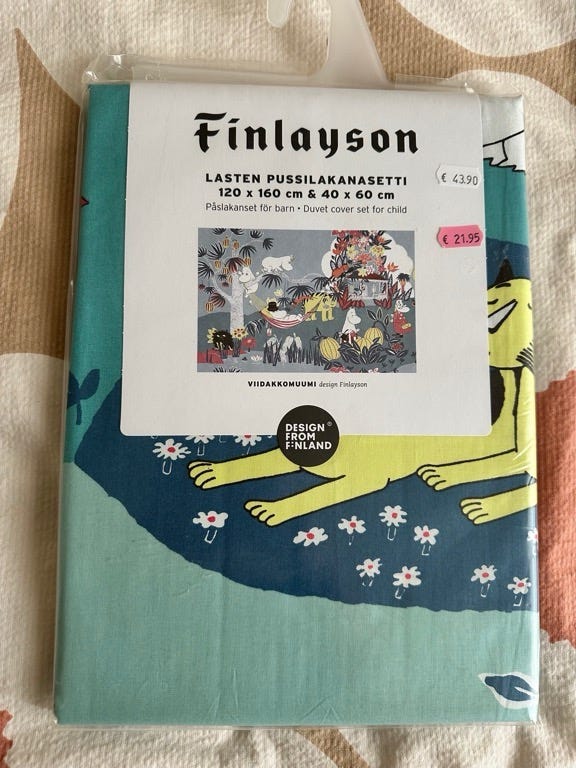 Finlayson
LASTEN PUSSILAKANASETTI
120 x 160 cm & 40 x 60 cm
Påslakanset för barn • Duvet cover set for child
€ 43.90
€ 21.95
VIIDAKKOMUUMI design Finlayson
DESIGN ®
FROM
FINLAND